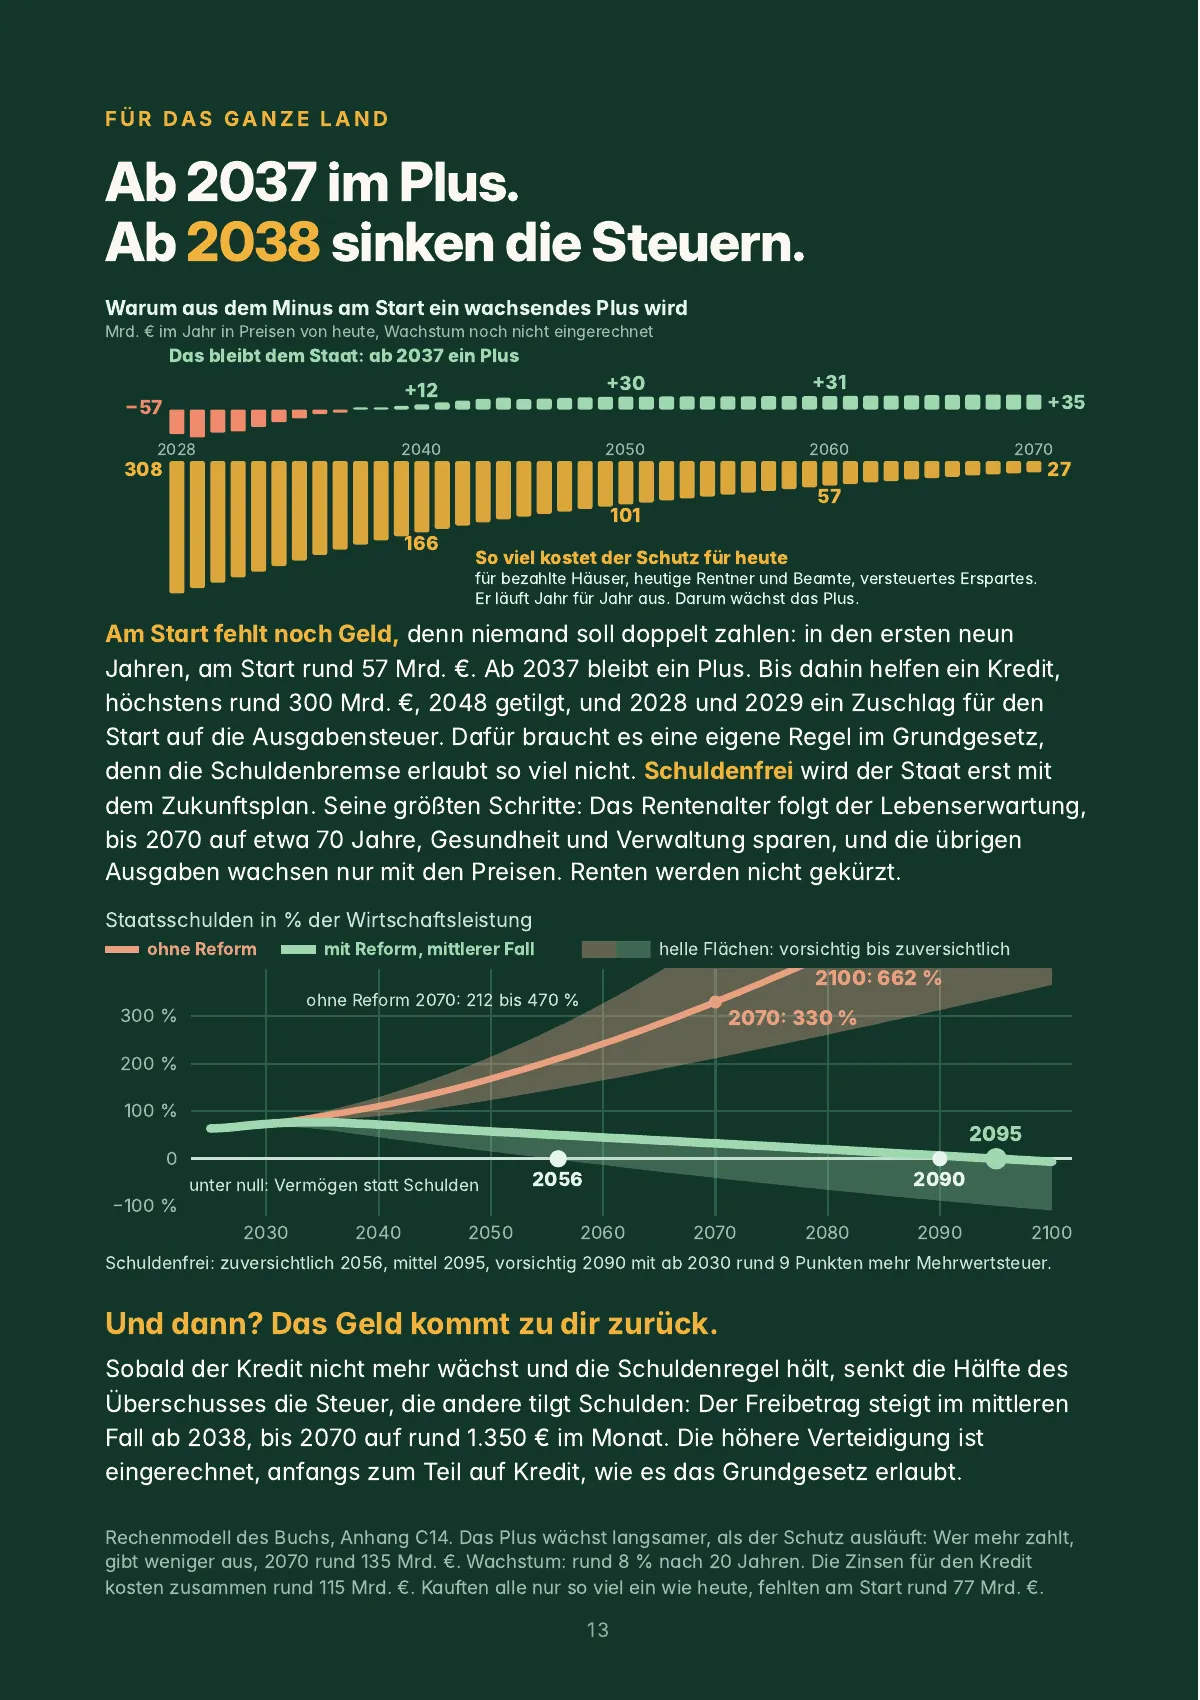 FÜR DAS GANZE LAND
Ab 2037 im Plus.
Ab 2038 sinken die Steuern.
Warum aus dem Minus am Start ein wachsendes Plus wird
Mrd. € im Jahr in Preisen von heute, Wachstum noch nicht eingerechnet
Das bleibt dem Staat: ab 2037 ein Plus
−57
+12
+30
+31
+35
2028
2040
2050
2060
2070
308
166
101
57
27
So viel kostet der Schutz für heute
für bezahlte Häuser, heutige Rentner und Beamte, versteuertes Erspartes.
Er läuft Jahr für Jahr aus. Darum wächst das Plus.
Am Start fehlt noch Geld, denn niemand soll doppelt zahlen: in den ersten neun
Jahren, am Start rund 57 Mrd. €. Ab 2037 bleibt ein Plus. Bis dahin helfen ein Kredit,
höchstens rund 300 Mrd. €, 2048 getilgt, und 2028 und 2029 ein Zuschlag für den
Start auf die Ausgabensteuer. Dafür braucht es eine eigene Regel im Grundgesetz,
denn die Schuldenbremse erlaubt so viel nicht. Schuldenfrei wird der Staat erst mit
dem Zukunftsplan. Seine größten Schritte: Das Rentenalter folgt der Lebenserwartung,
bis 2070 auf etwa 70 Jahre, Gesundheit und Verwaltung sparen, und die übrigen
Ausgaben wachsen nur mit den Preisen. Renten werden nicht gekürzt.
Staatsschulden in % der Wirtschaftsleistung
ohne Reform
mit Reform, mittlerer Fall
helle Flächen: vorsichtig bis zuversichtlich
2100: 662 %
ohne Reform 2070: 212 bis 470 %
2070: 330 %
300 %
200 %
100 %
0
−100 %
2095
2056
2090
unter null: Vermögen statt Schulden
2030
2040
2050
2060
2070
2080
2090
2100
Schuldenfrei: zuversichtlich 2056, mittel 2095, vorsichtig 2090 mit ab 2030 rund 9 Punkten mehr Mehrwertsteuer.
Und dann? Das Geld kommt zu dir zurück.
Sobald der Kredit nicht mehr wächst und die Schuldenregel hält, senkt die Hälfte des
Überschusses die Steuer, die andere tilgt Schulden: Der Freibetrag steigt im mittleren
Fall ab 2038, bis 2070 auf rund 1.350 € im Monat. Die höhere Verteidigung ist
eingerechnet, anfangs zum Teil auf Kredit, wie es das Grundgesetz erlaubt.
Rechenmodell des Buchs, Anhang C14. Das Plus wächst langsamer, als der Schutz ausläuft: Wer mehr zahlt,
gibt weniger aus, 2070 rund 135 Mrd. €. Wachstum: rund 8 % nach 20 Jahren. Die Zinsen für den Kredit
kosten zusammen rund 115 Mrd. €. Kauften alle nur so viel ein wie heute, fehlten am Start rund 77 Mrd. €.
13